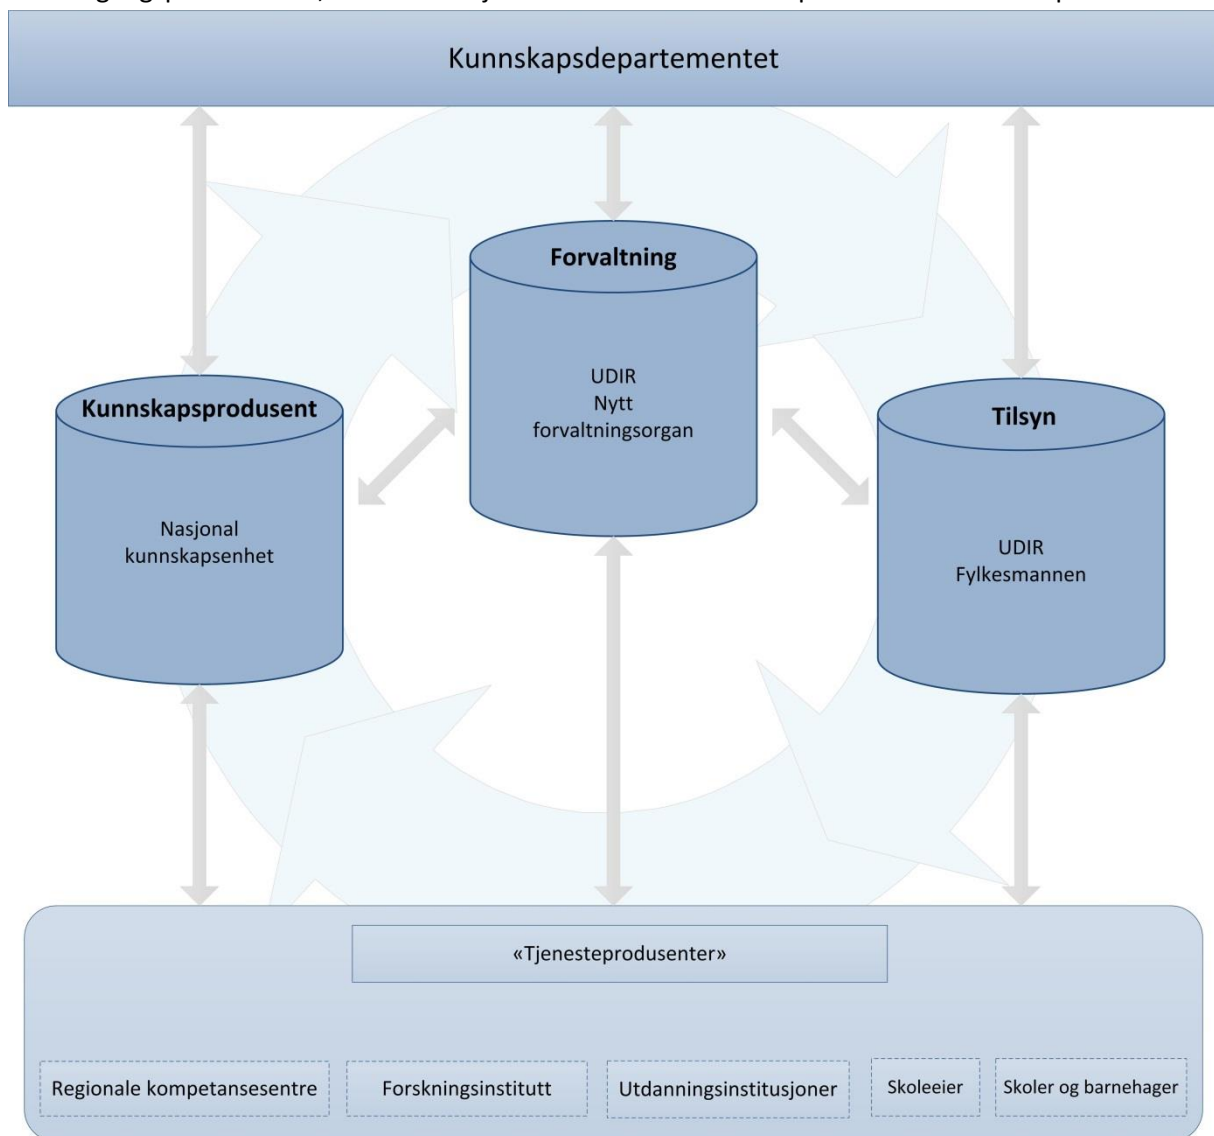 Kunnskapsdepartementet
Forvaltning
UDIR
Nytt
forvaltningsorgan
Kunnskapsprodusent
Nasjonal
kunnskapsenhet
Tilsyn
UDIR
Fylkesmannen
«Tjenesteprodusenter»
Regionale kompetansesentre
Forskningsinstitutt
Utdanningsinstitusjoner
Skoleeier
Skoler og barnehager